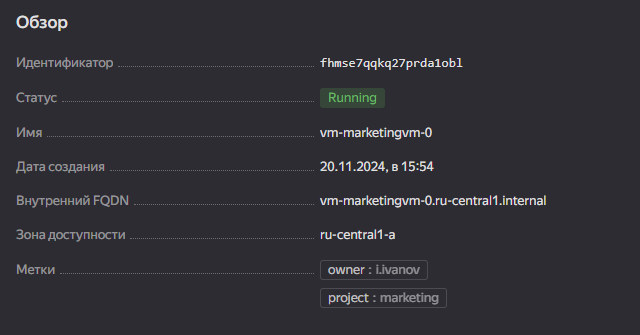 Обзор
Идентификатор fhmse7qqkq27prda1obl
Статус Running
Имя vm-marketingvm-0
Дата создания 20.11.2024, в 15:54
Внутренний FQDN vm-marketingvm-0.ru-central1.internal
Зона доступности ru-central1-a
Метки owner : i.ivanov
project : marketing